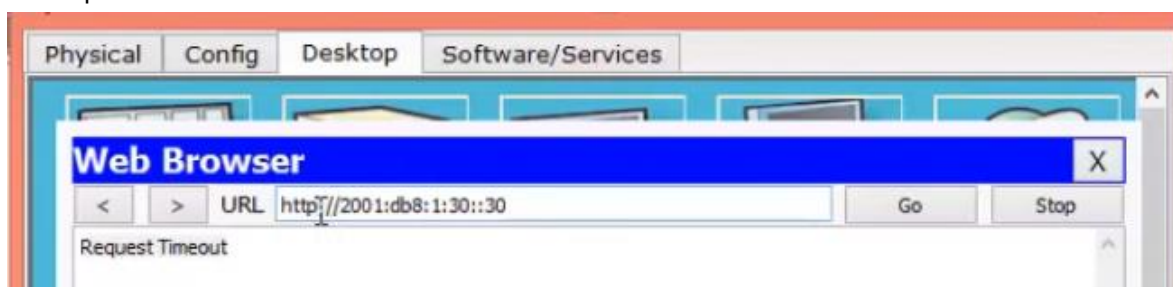 Physical Config Desktop Software/Services
Web Browser X
< > URL http://2001:db8:1:30::30 Go Stop
Request Timeout